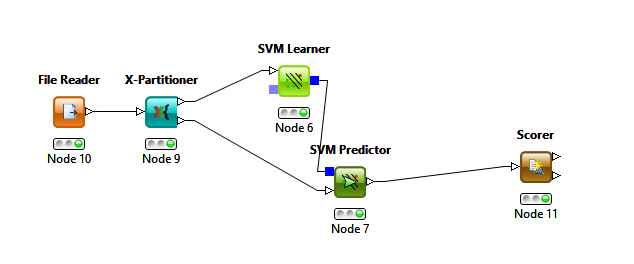 SVM Learner
File Reader
X-Partitioner
Node 6
Node 10
Node 9
SVM Predictor
Scorer
Node 7
Node 11